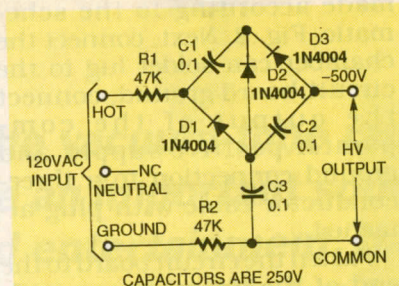 C1
0.1
D3
1N4004
R1
47K
D2
1N4004
–500V
HOT
D1
1N4004
C2
0.1
120VAC
INPUT
NC
NEUTRAL
HV
OUTPUT
C3
0.1
R2
47K
GROUND
COMMON
CAPACITORS ARE 250V